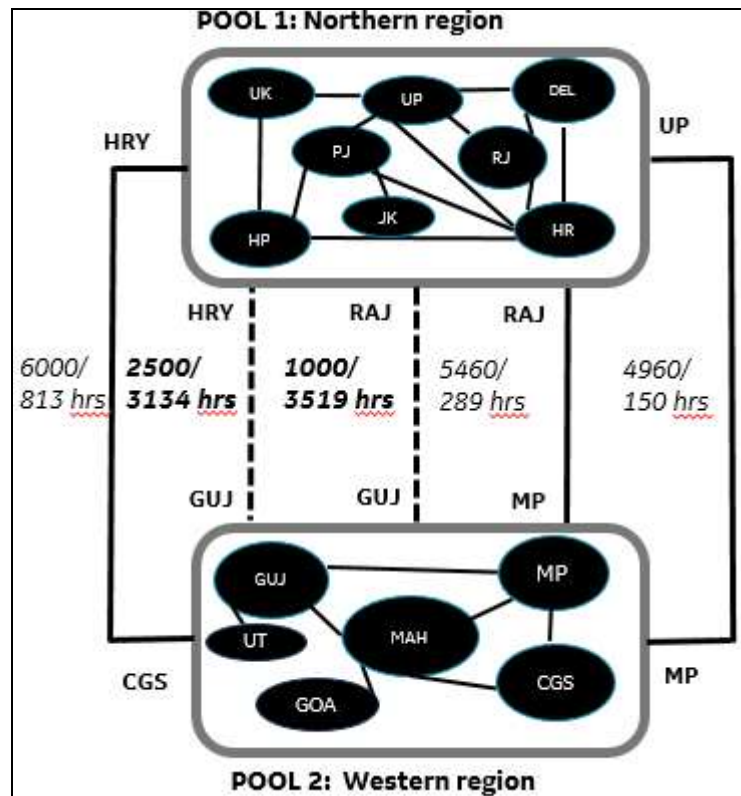 POOL 1: Northern region
UK
UP
DEL
PJ
RJ
JK
HP
HR
HRY
UP
HRY
RAJ
RAJ
6000/
813 hrs
2500/
3134 hrs
1000/
3519 hrs
5460/
289 hrs
4960/
150 hrs
GUJ
GUJ
MP
GUJ
MP
UT
MAH
GOA
CGS
CGS
MP
POOL 2: Western region